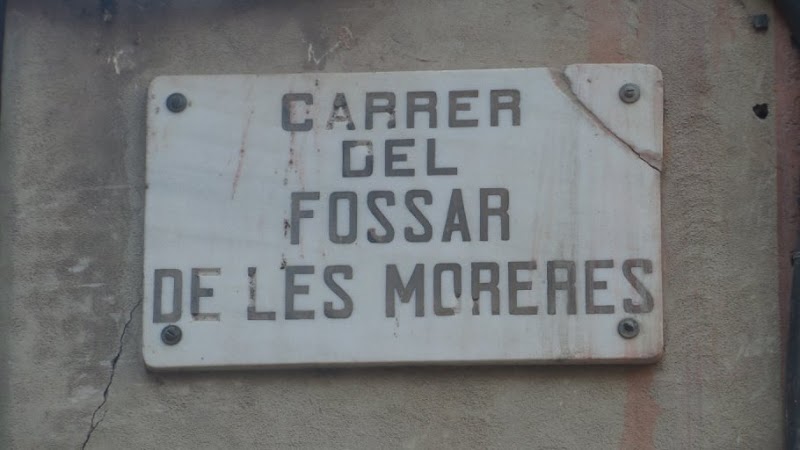 CARRER
DEL
FOSSAR
DE LES MORERES